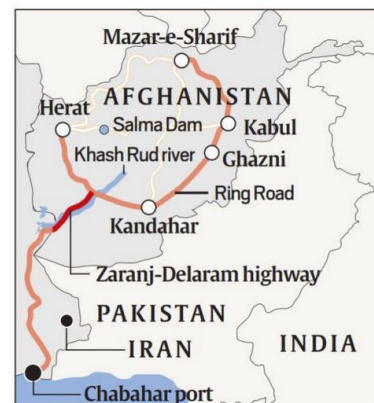 Mazar-e-Sharif
Herat
AFGHANISTAN
Salma Dam
Kabul
Khash Rud river
Ghazni
Ring Road
Kandahar
Zaranj-Delaram highway
PAKISTAN
IRAN
INDIA
Chabahar port